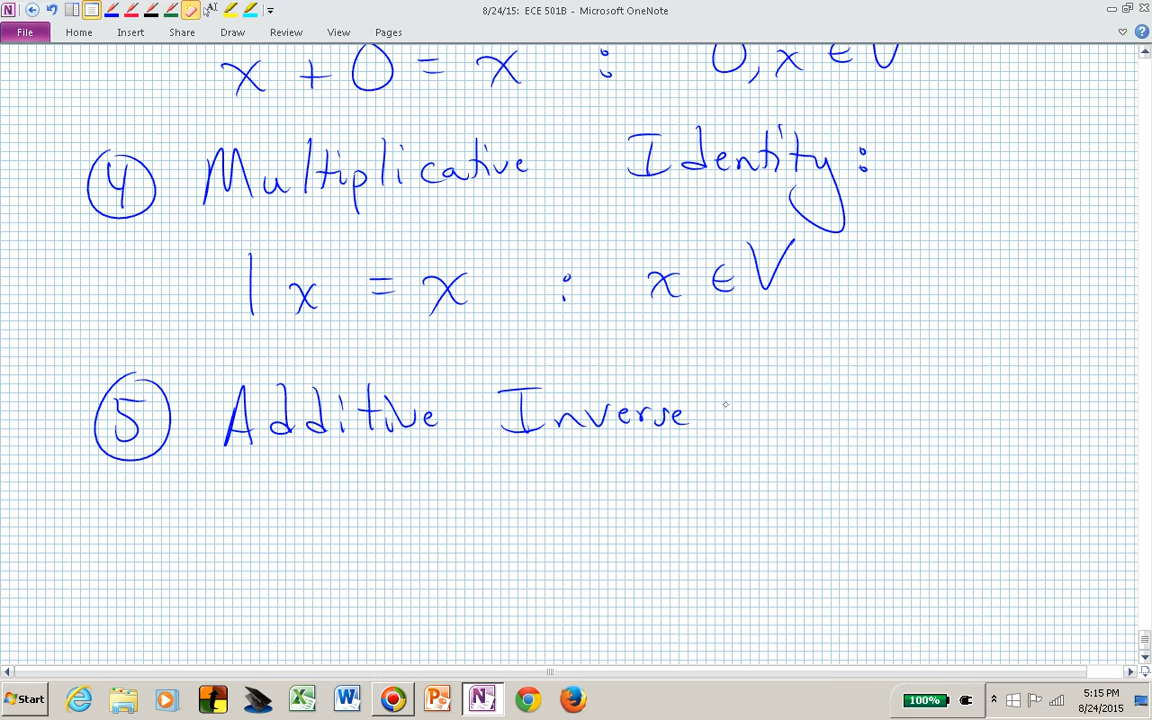 8/24/15: ECE 501B - Microsoft OneNote
File Home Insert Share Draw Review View Pages
x + 0 = x : 0, x ∈ V
④ Multiplicative Identity:
1 x = x : x ∈ V
⑤ Additive Inverse
Start 100% 5:15 PM
8/24/2015